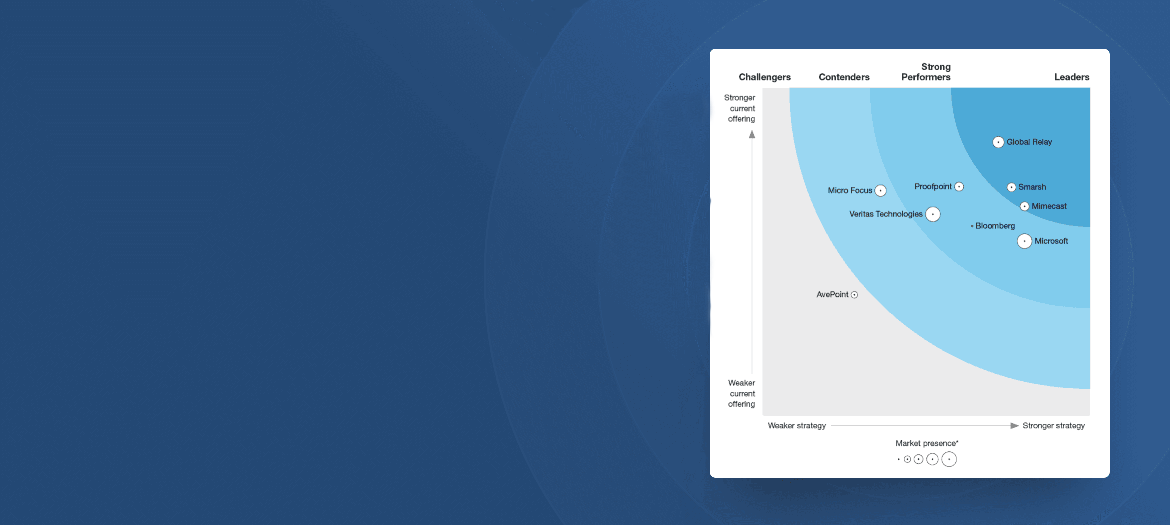 Strong
Challengers Contenders Performers Leaders
Stronger
current
offering
Global Relay
Proofpoint Smarsh
Micro Focus
Mimecast
Veritas Technologies
Bloomberg
Microsoft
AvePoint
Weaker
current
offering
Weaker strategy Stronger strategy
Market presence*